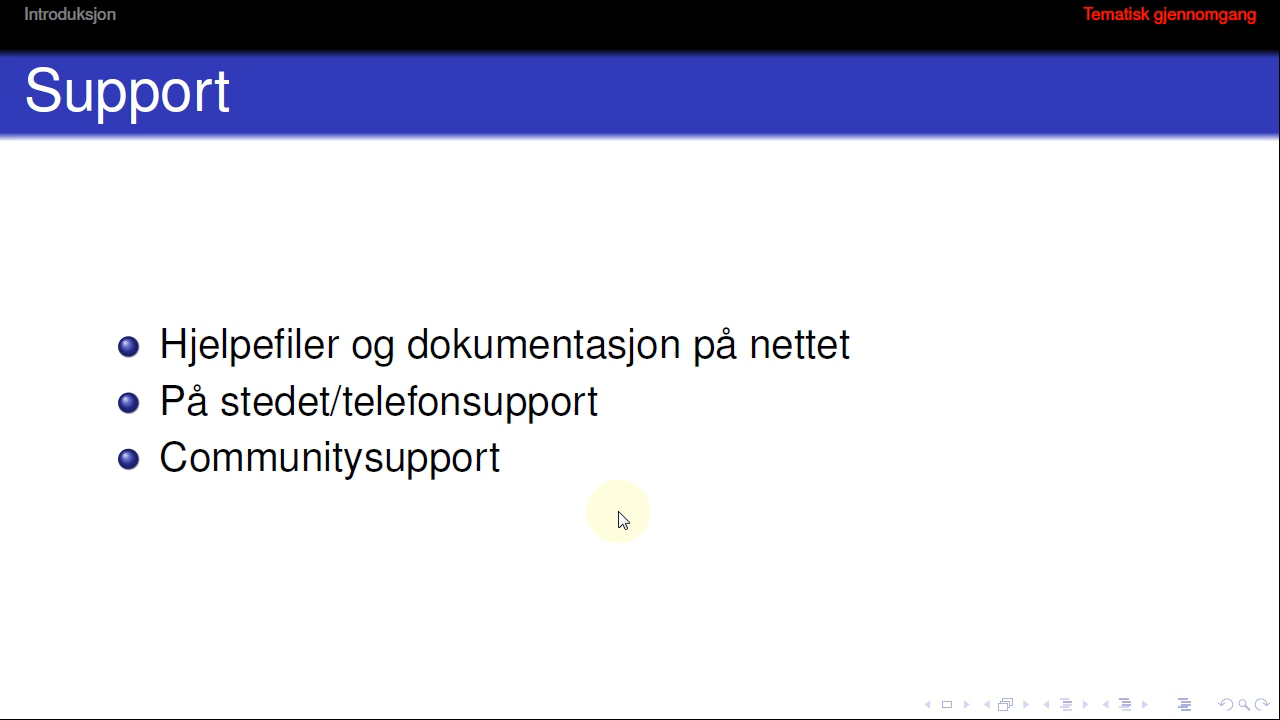 Introduksjon
Tematisk gjennomgang
Support
Hjelpefiler og dokumentasjon på nettet
På stedet/telefonsupport
Communitysupport